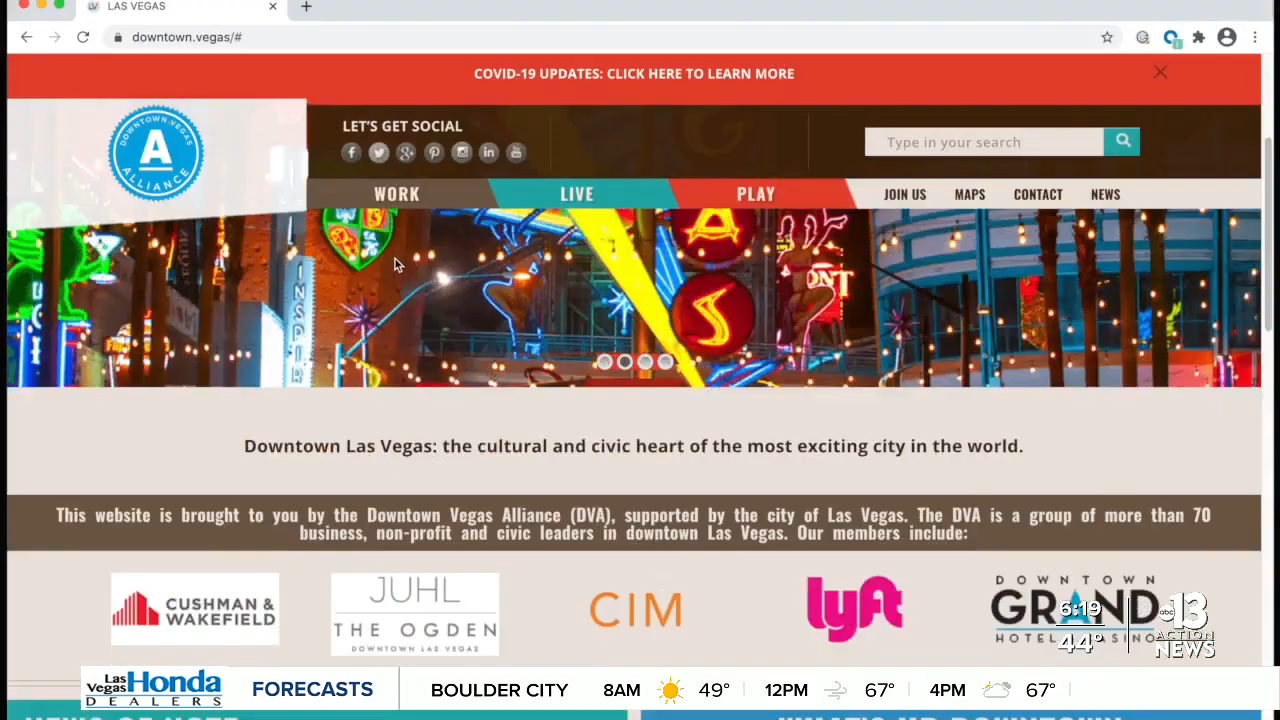 LAS VEGAS
downtown.vegas/#
COVID-19 UPDATES: CLICK HERE TO LEARN MORE
DOWNTOWN.VEGAS
A
ALLIANCE
LET'S GET SOCIAL
Type in your search
WORK
LIVE
PLAY
JOIN US
MAPS
CONTACT
NEWS
INSPIR
A
S
Downtown Las Vegas: the cultural and civic heart of the most exciting city in the world.
This website is brought to you by the Downtown Vegas Alliance (DVA), supported by the city of Las Vegas. The DVA is a group of more than 70
business, non-profit and civic leaders in downtown Las Vegas. Our members include:
CUSHMAN &
WAKEFIELD
JUHL
THE OGDEN
DOWNTOWN LAS VEGAS
CIM
lyft
DOWNTOWN
GRAND
HOTEL
6:19
44°
abc 13
ACTION
NEWS
Las
Vegas Honda
DEALERS
FORECASTS
BOULDER CITY
8AM
49°
12PM
67°
4PM
67°